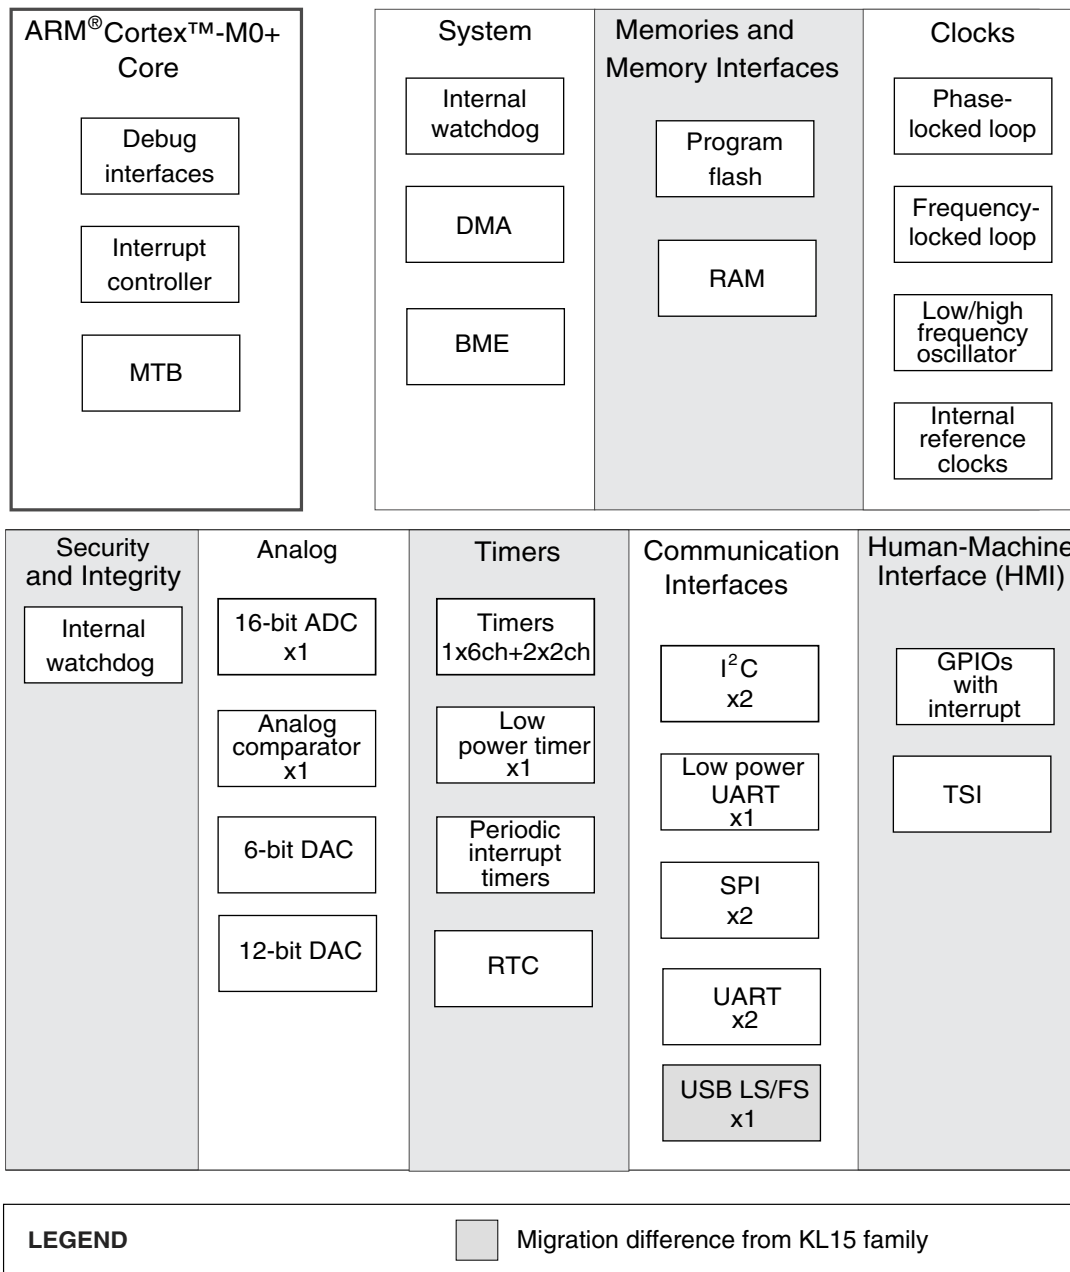 ARM®Cortex™-M0+
Core
Debug
interfaces
Interrupt
controller
MTB
System
Internal
watchdog
DMA
BME
Memories and
Memory Interfaces
Program
flash
RAM
Clocks
Phase-
locked loop
Frequency-
locked loop
Low/high
frequency
oscillator
Internal
reference
clocks
Security
and Integrity
Internal
watchdog
Analog
16-bit ADC
x1
Analog
comparator
x1
6-bit DAC
12-bit DAC
Timers
Timers
1x6ch+2x2ch
Low
power timer
x1
Periodic
interrupt
timers
RTC
Communication
Interfaces
I²C
x2
Low power
UART
x1
SPI
x2
UART
x2
USB LS/FS
x1
Human-Machine
Interface (HMI)
GPIOs
with
interrupt
TSI
LEGEND
Migration difference from KL15 family